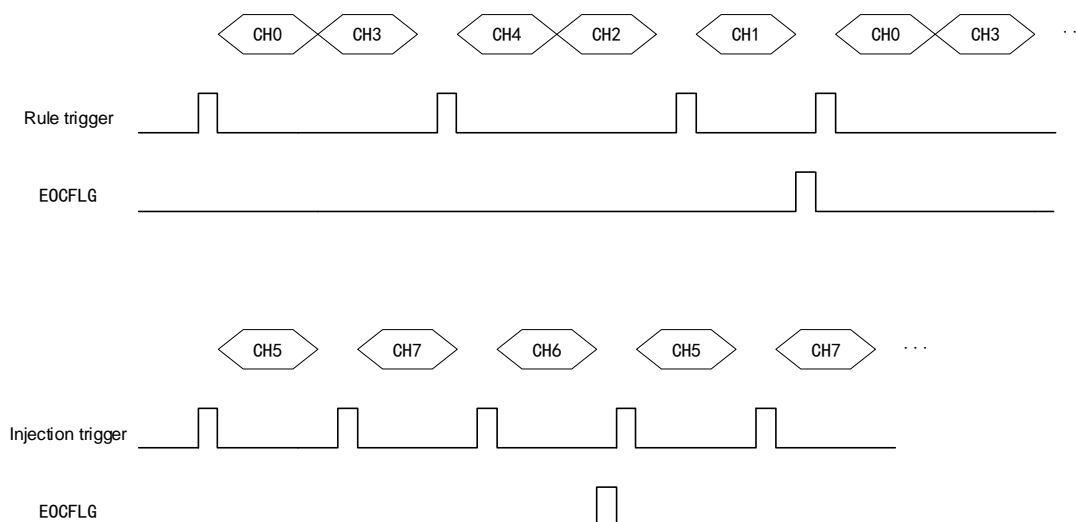 CH0 CH3 CH4 CH2 CH1 CH0 CH3 ··
Rule trigger
EOCFLG
CH5 CH7 CH6 CH5 CH7 ···
Injection trigger
EOCFLG